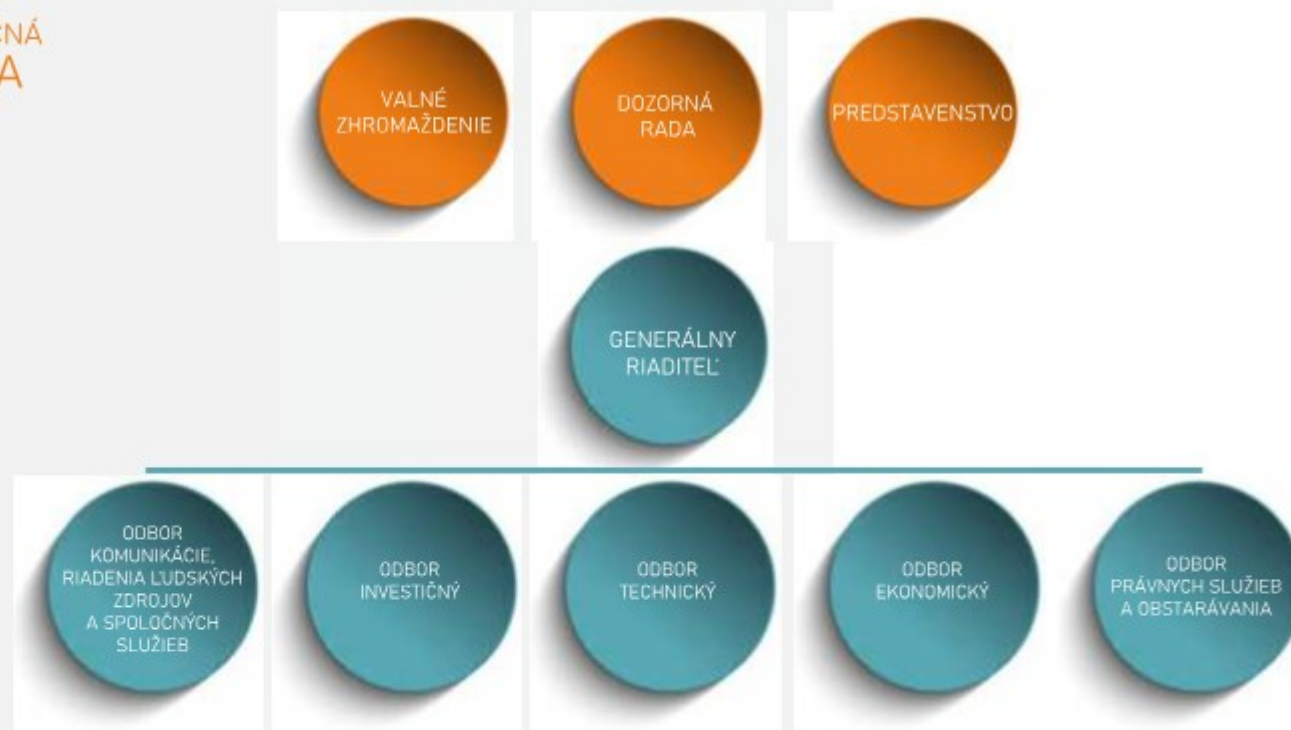 VALNÉ
ZHROMAŽDENIE
DOZORNÁ
RADA
PREDSTAVENSTVO
GENERÁLNY
RIADITEĽ
ODBOR
KOMUNIKÁCIE,
RIADENIA ĽUDSKÝCH
ZDROJOV
A SPOLOČNÝCH
SLUŽIEB
ODBOR
INVESTIČNÝ
ODBOR
TECHNICKÝ
ODBOR
EKONOMICKÝ
ODBOR
PRÁVNYCH SLUŽIEB
A OBSTARÁVANIA